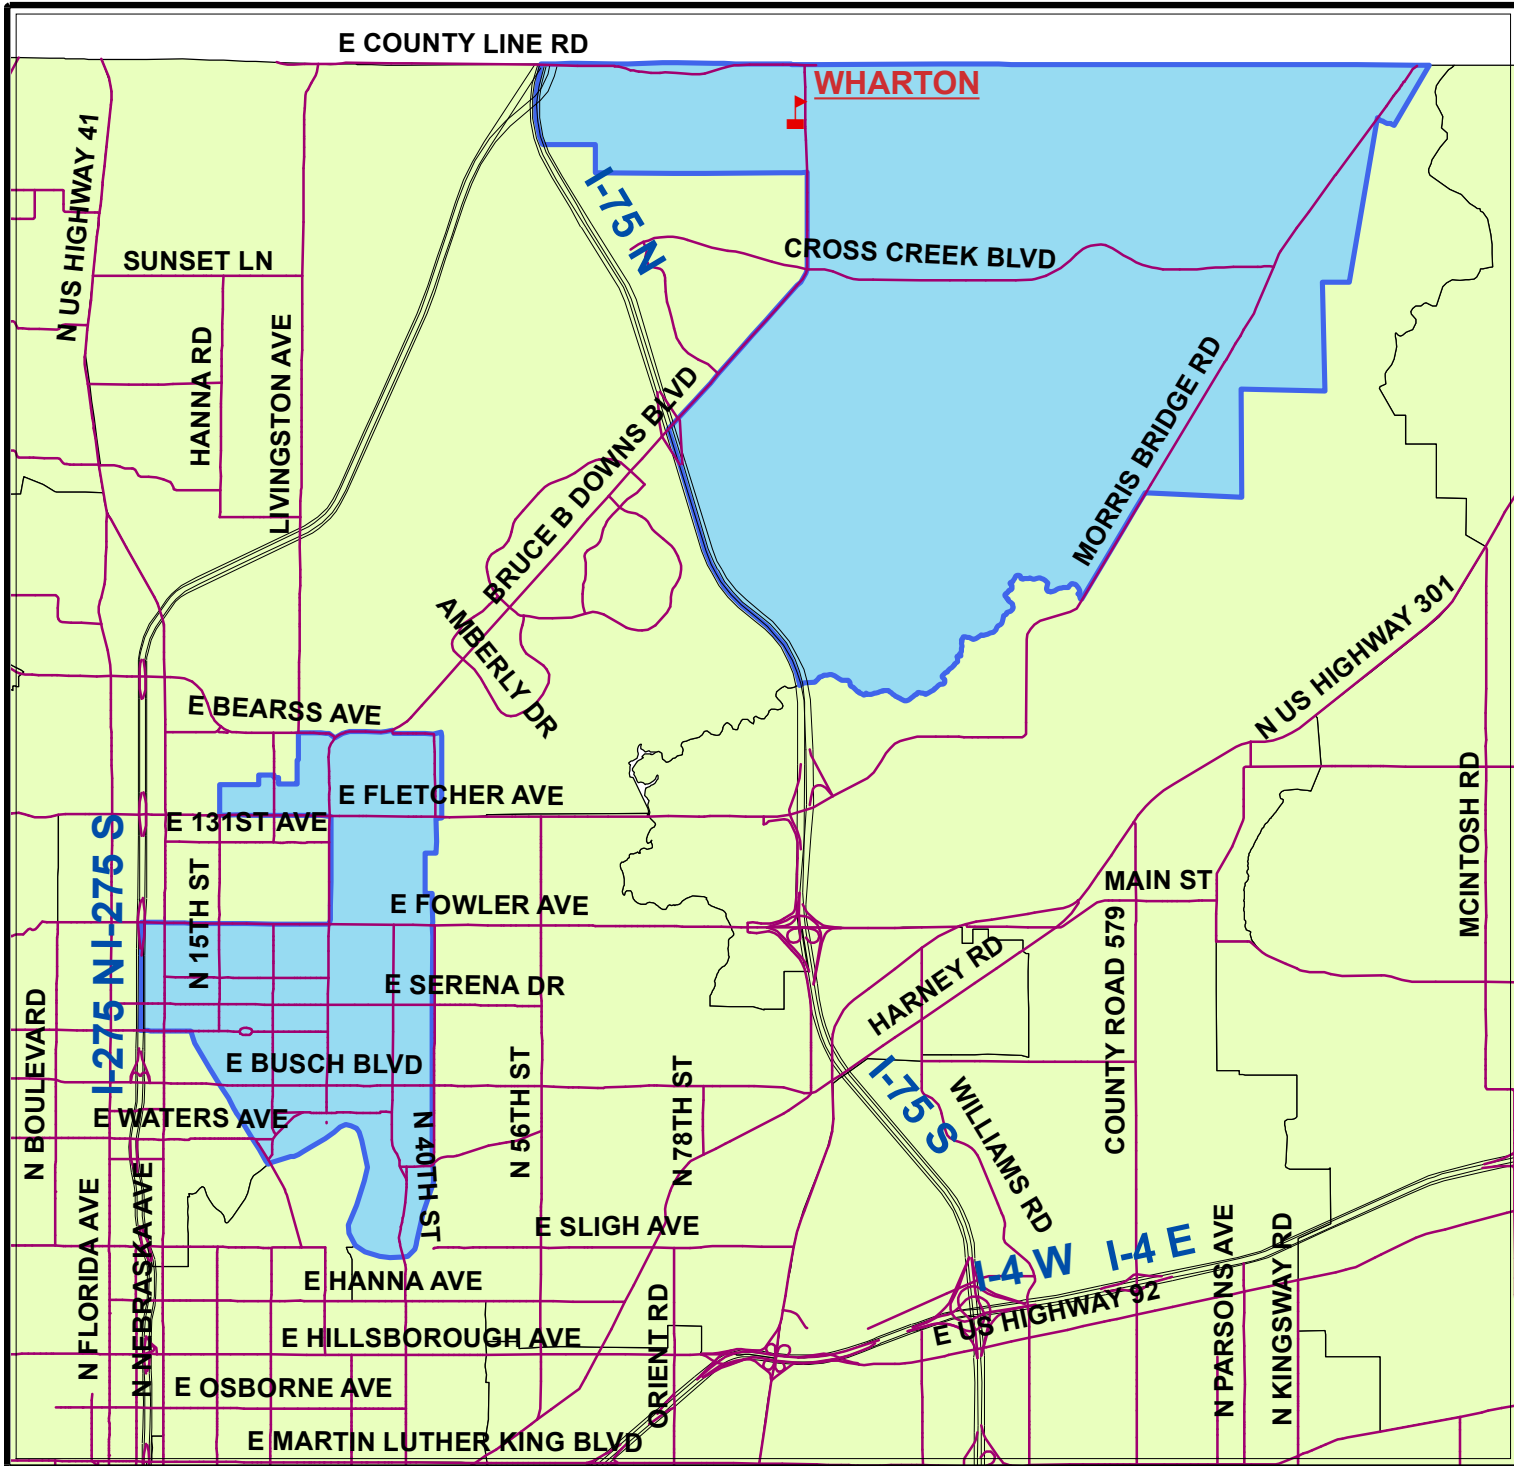 E COUNTY LINE RD
WHARTON
N US HIGHWAY 41
I-75 N
SUNSET LN
CROSS CREEK BLVD
HANNA RD
LIVINGSTON AVE
BRUCE B DOWNS BLVD
MORRIS BRIDGE RD
AMBERLY DR
N US HIGHWAY 301
E BEARSS AVE
E FLETCHER AVE
E 131ST AVE
MCINTOSH RD
I-275 N I-275 S
N 15TH ST
E FOWLER AVE
MAIN ST
COUNTY ROAD 579
HARNEY RD
E SERENA DR
N BOULEVARD
E BUSCH BLVD
N 56TH ST
N 78TH ST
I-75 S
WILLIAMS RD
E WATERS AVE
N 40TH ST
N FLORIDA AVE
N NEBRASKA AVE
E SLIGH AVE
I-4 W I-4 E
N PARSONS AVE
N KINGSWAY RD
E HANNA AVE
ORIENT RD
E US HIGHWAY 92
E HILLSBOROUGH AVE
E OSBORNE AVE
E MARTIN LUTHER KING BLVD